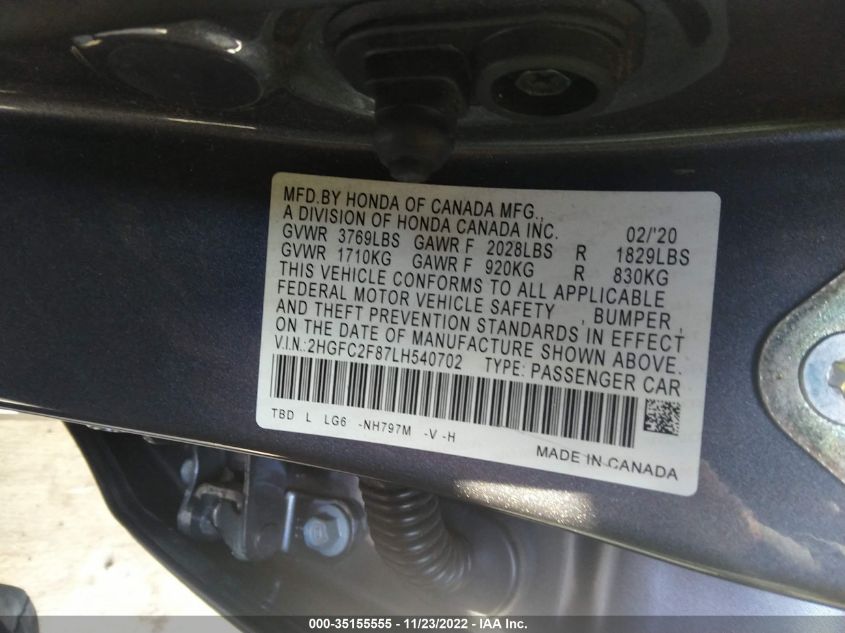 MFD.BY HONDA OF CANADA MFG.,
A DIVISION OF HONDA CANADA INC. 02/'20
GVWR 3769LBS GAWR F 2028LBS R 1829LBS
GVWR 1710KG GAWR F 920KG R 830KG
THIS VEHICLE CONFORMS TO ALL APPLICABLE
FEDERAL MOTOR VEHICLE SAFETY , BUMPER ,
AND THEFT PREVENTION STANDARDS IN EFFECT
ON THE DATE OF MANUFACTURE SHOWN ABOVE.
V.I.N.:2HGFC2F87LH540702 TYPE: PASSENGER CAR
TBD L LG6 -NH797M -V -H
MADE IN CANADA
000-35155555 - 11/23/2022 - IAA Inc.